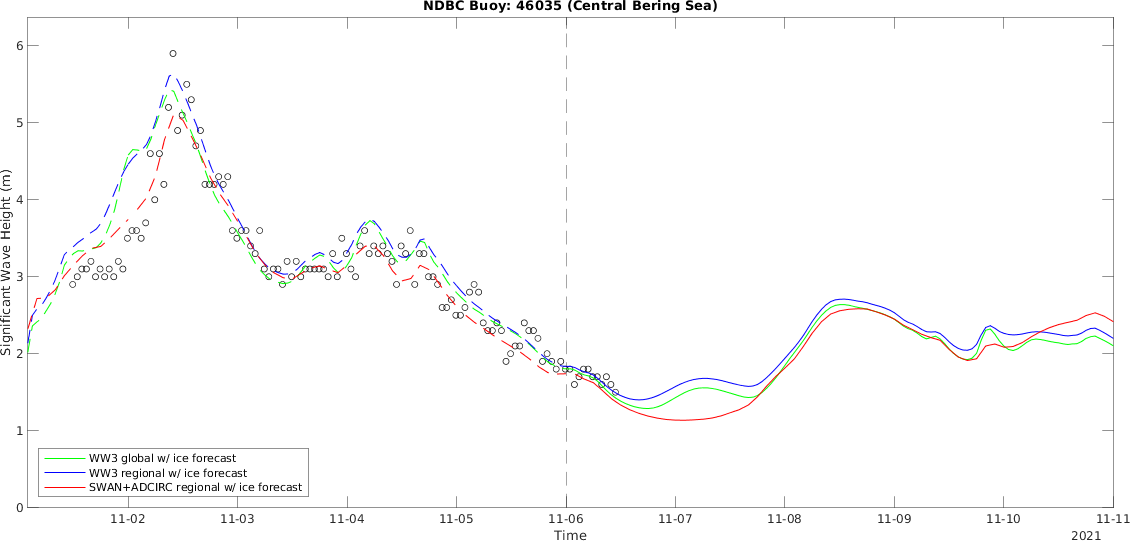 NDBC Buoy: 46035 (Central Bering Sea)
Significant Wave Height (m)
6
5
4
3
2
1
0
WW3 global w/ ice forecast
WW3 regional w/ ice forecast
SWAN+ADCIRC regional w/ ice forecast
11-02 11-03 11-04 11-05 11-06 11-07 11-08 11-09 11-10 11-11
Time
2021